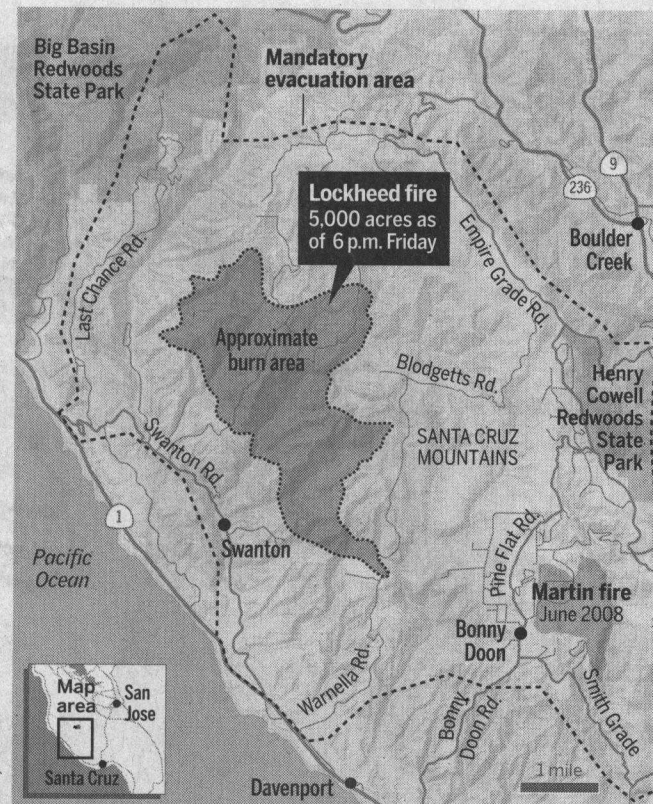 Big Basin
Redwoods
State Park
Mandatory
evacuation area
9
236
Lockheed fire
5,000 acres as
of 6 p.m. Friday
Boulder
Creek
Empire Grade Rd.
Last Chance Rd.
Approximate
burn area
Blodgetts Rd.
Henry
Cowell
Redwoods
State
Park
SANTA CRUZ
MOUNTAINS
Swanton Rd.
1
Swanton
Pine Flat Rd.
Pacific
Ocean
Martin fire
June 2008
Bonny
Doon
Warnella Rd.
Bonny
Doon Rd.
Smith Grade
Map
area
San
Jose
Santa Cruz
Davenport
1 mile